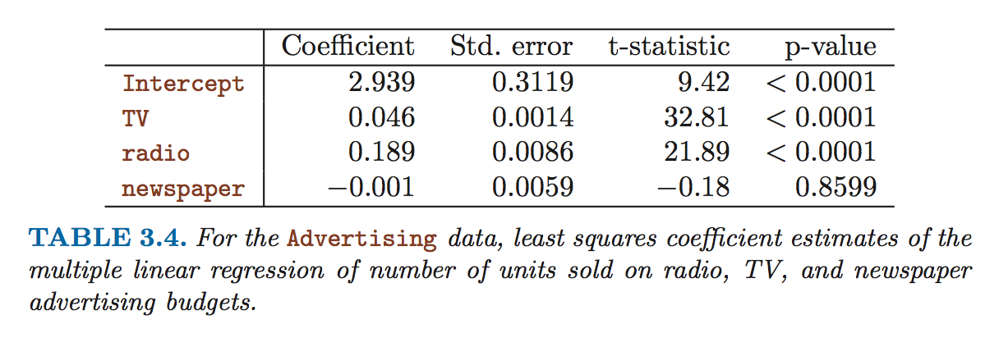 Coefficient Std. error t-statistic p-value
Intercept 2.939 0.3119 9.42 < 0.0001
TV 0.046 0.0014 32.81 < 0.0001
radio 0.189 0.0086 21.89 < 0.0001
newspaper −0.001 0.0059 −0.18 0.8599
TABLE 3.4. For the Advertising data, least squares coefficient estimates of the
multiple linear regression of number of units sold on radio, TV, and newspaper
advertising budgets.